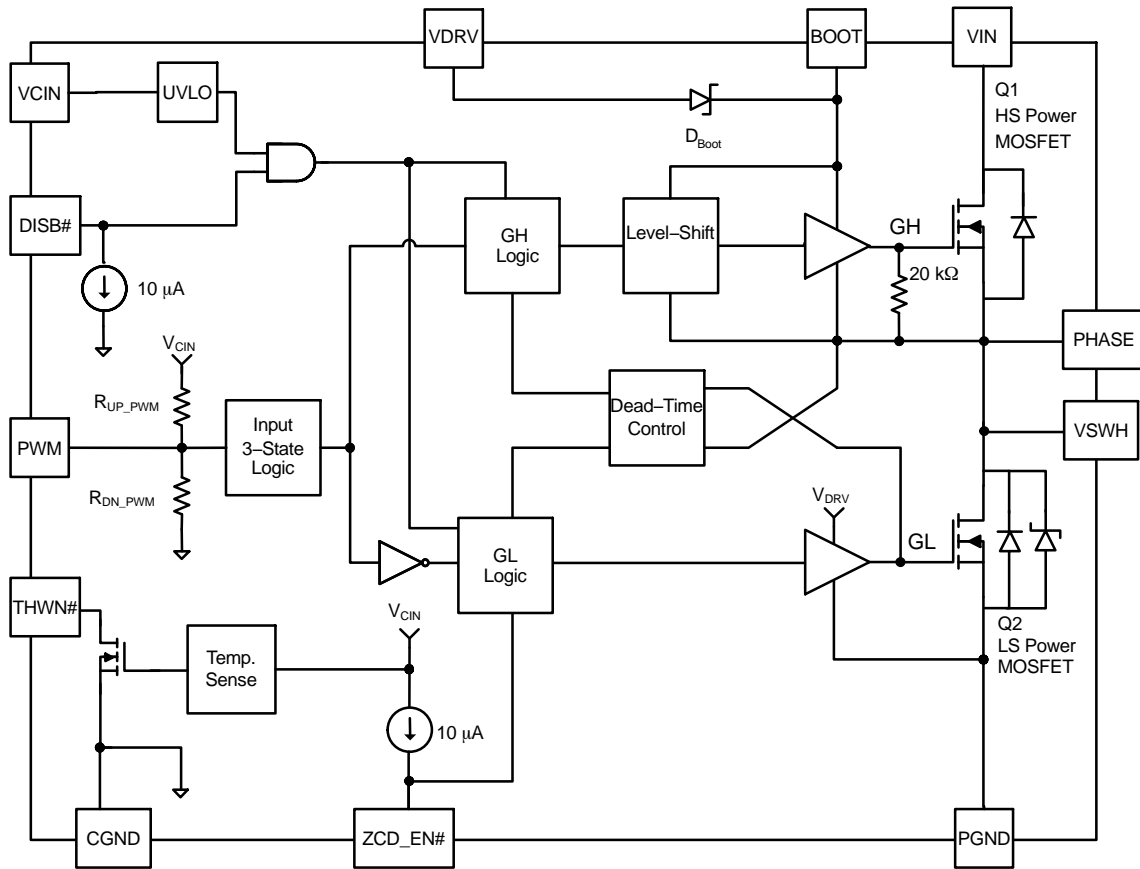 VDRV
BOOT
VIN
VCIN
UVLO
Q1
HS Power
MOSFET
D_Boot
DISB#
GH
Logic
Level–Shift
GH
10 μA
20 kΩ
V_CIN
PHASE
R_UP_PWM
Dead–Time
Control
PWM
Input
3–State
Logic
VSWH
R_DN_PWM
V_DRV
GL
Logic
GL
THWN#
V_CIN
Q2
LS Power
MOSFET
Temp.
Sense
10 μA
CGND
ZCD_EN#
PGND